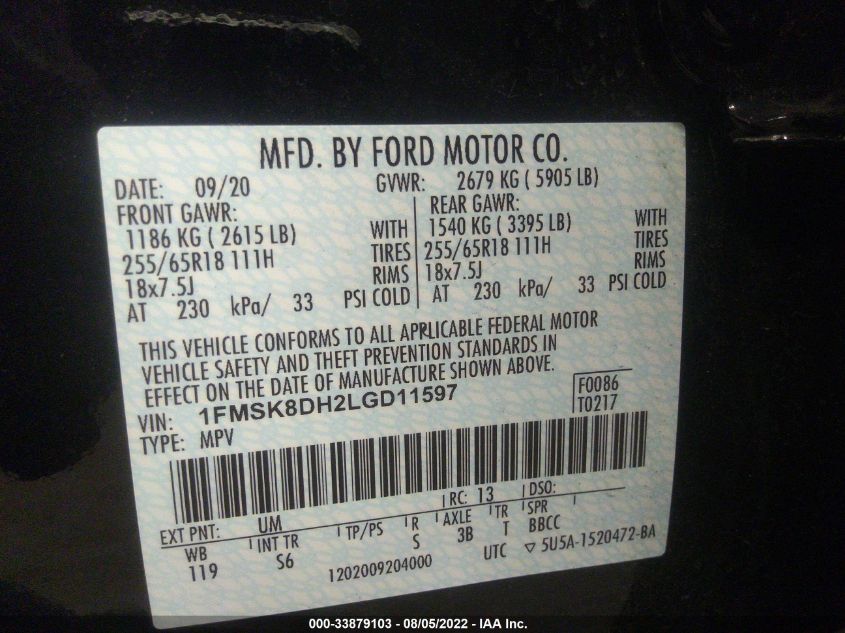 MFD. BY FORD MOTOR CO.
DATE: 09/20 GVWR: 2679 KG ( 5905 LB)
FRONT GAWR: REAR GAWR:
1186 KG ( 2615 LB) WITH 1540 KG ( 3395 LB) WITH
255/65R18 111H TIRES 255/65R18 111H TIRES
18x7.5J RIMS 18x7.5J RIMS
AT 230 kPa/ 33 PSI COLD AT 230 kPa/ 33 PSI COLD
THIS VEHICLE CONFORMS TO ALL APPLICABLE FEDERAL MOTOR
VEHICLE SAFETY AND THEFT PREVENTION STANDARDS IN
EFFECT ON THE DATE OF MANUFACTURE SHOWN ABOVE.
VIN: 1FMSK8DH2LGD11597 F0086
TYPE: MPV T0217
EXT PNT: UM RC: 13 DSO:
WB INT TR TP/PS R AXLE TR SPR
119 S6 S 3B T BBCC
1202009204000 UTC ▽ 5U5A-1520472-BA
000-33879103 - 08/05/2022 - IAA Inc.